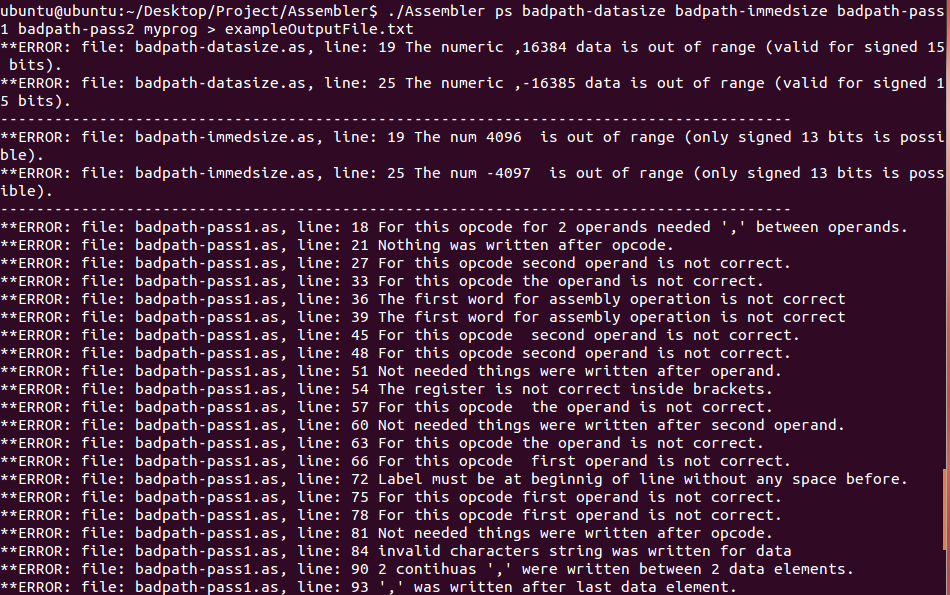 ubuntu@ubuntu:~/Desktop/Project/Assembler$ ./Assembler ps badpath-datasize badpath-immedsize badpath-pass
1 badpath-pass2 myprog > exampleOutputFile.txt
**ERROR: file: badpath-datasize.as, line: 19 The numeric ,16384 data is out of range (valid for signed 15
 bits).
**ERROR: file: badpath-datasize.as, line: 25 The numeric ,-16385 data is out of range (valid for signed 1
5 bits).
----------------------------------------------------------------------------------------
**ERROR: file: badpath-immedsize.as, line: 19 The num 4096  is out of range (only signed 13 bits is possi
ble).
**ERROR: file: badpath-immedsize.as, line: 25 The num -4097  is out of range (only signed 13 bits is poss
ible).
----------------------------------------------------------------------------------------
**ERROR: file: badpath-pass1.as, line: 18 For this opcode for 2 operands needed ',' between operands.
**ERROR: file: badpath-pass1.as, line: 21 Nothing was written after opcode.
**ERROR: file: badpath-pass1.as, line: 27 For this opcode second operand is not correct.
**ERROR: file: badpath-pass1.as, line: 33 For this opcode the operand is not correct.
**ERROR: file: badpath-pass1.as, line: 36 The first word for assembly operation is not correct
**ERROR: file: badpath-pass1.as, line: 39 The first word for assembly operation is not correct
**ERROR: file: badpath-pass1.as, line: 45 For this opcode  second operand is not correct.
**ERROR: file: badpath-pass1.as, line: 48 For this opcode second operand is not correct.
**ERROR: file: badpath-pass1.as, line: 51 Not needed things were written after operand.
**ERROR: file: badpath-pass1.as, line: 54 The register is not correct inside brackets.
**ERROR: file: badpath-pass1.as, line: 57 For this opcode  the operand is not correct.
**ERROR: file: badpath-pass1.as, line: 60 Not needed things were written after second operand.
**ERROR: file: badpath-pass1.as, line: 63 For this opcode the operand is not correct.
**ERROR: file: badpath-pass1.as, line: 66 For this opcode  first operand is not correct.
**ERROR: file: badpath-pass1.as, line: 72 Label must be at beginnig of line without any space before.
**ERROR: file: badpath-pass1.as, line: 75 For this opcode first operand is not correct.
**ERROR: file: badpath-pass1.as, line: 78 For this opcode first operand is not correct.
**ERROR: file: badpath-pass1.as, line: 81 Not needed things were written after opcode.
**ERROR: file: badpath-pass1.as, line: 84 invalid characters string was written for data
**ERROR: file: badpath-pass1.as, line: 90 2 contihuas ',' were written between 2 data elements.
**ERROR: file: badpath-pass1.as, line: 93 ',' was written after last data element.